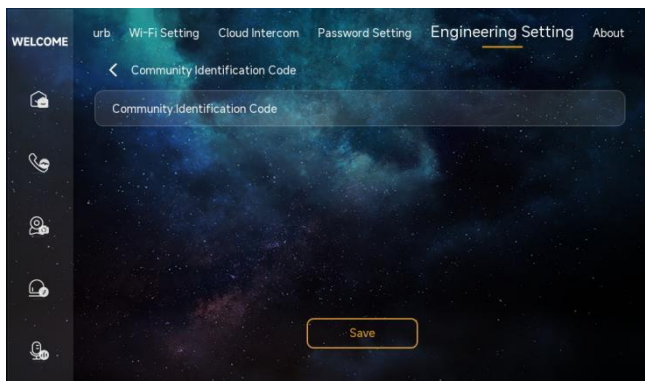 WELCOME
urb Wi-Fi Setting Cloud Intercom Password Setting Engineering Setting About
Community Identification Code
Community Identification Code
Save